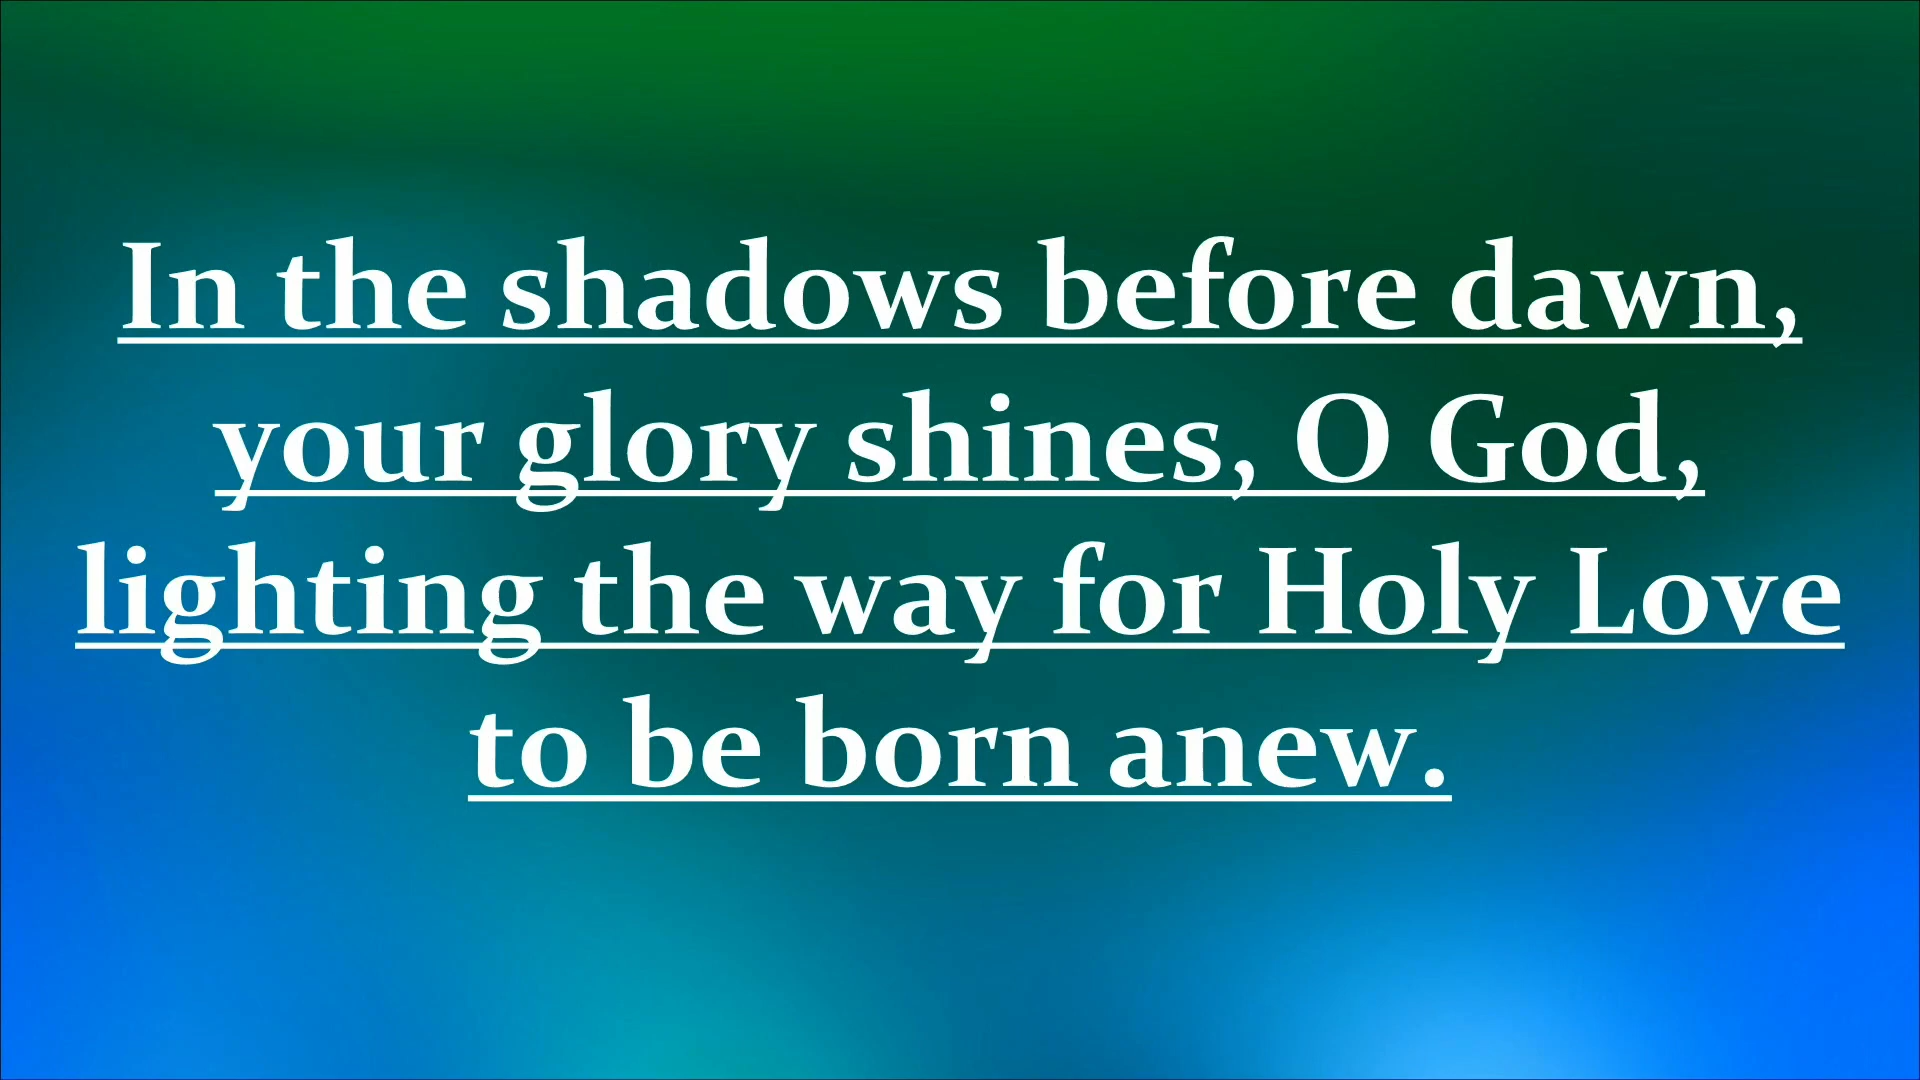 In the shadows before dawn,
your glory shines, O God,
lighting the way for Holy Love
to be born anew.